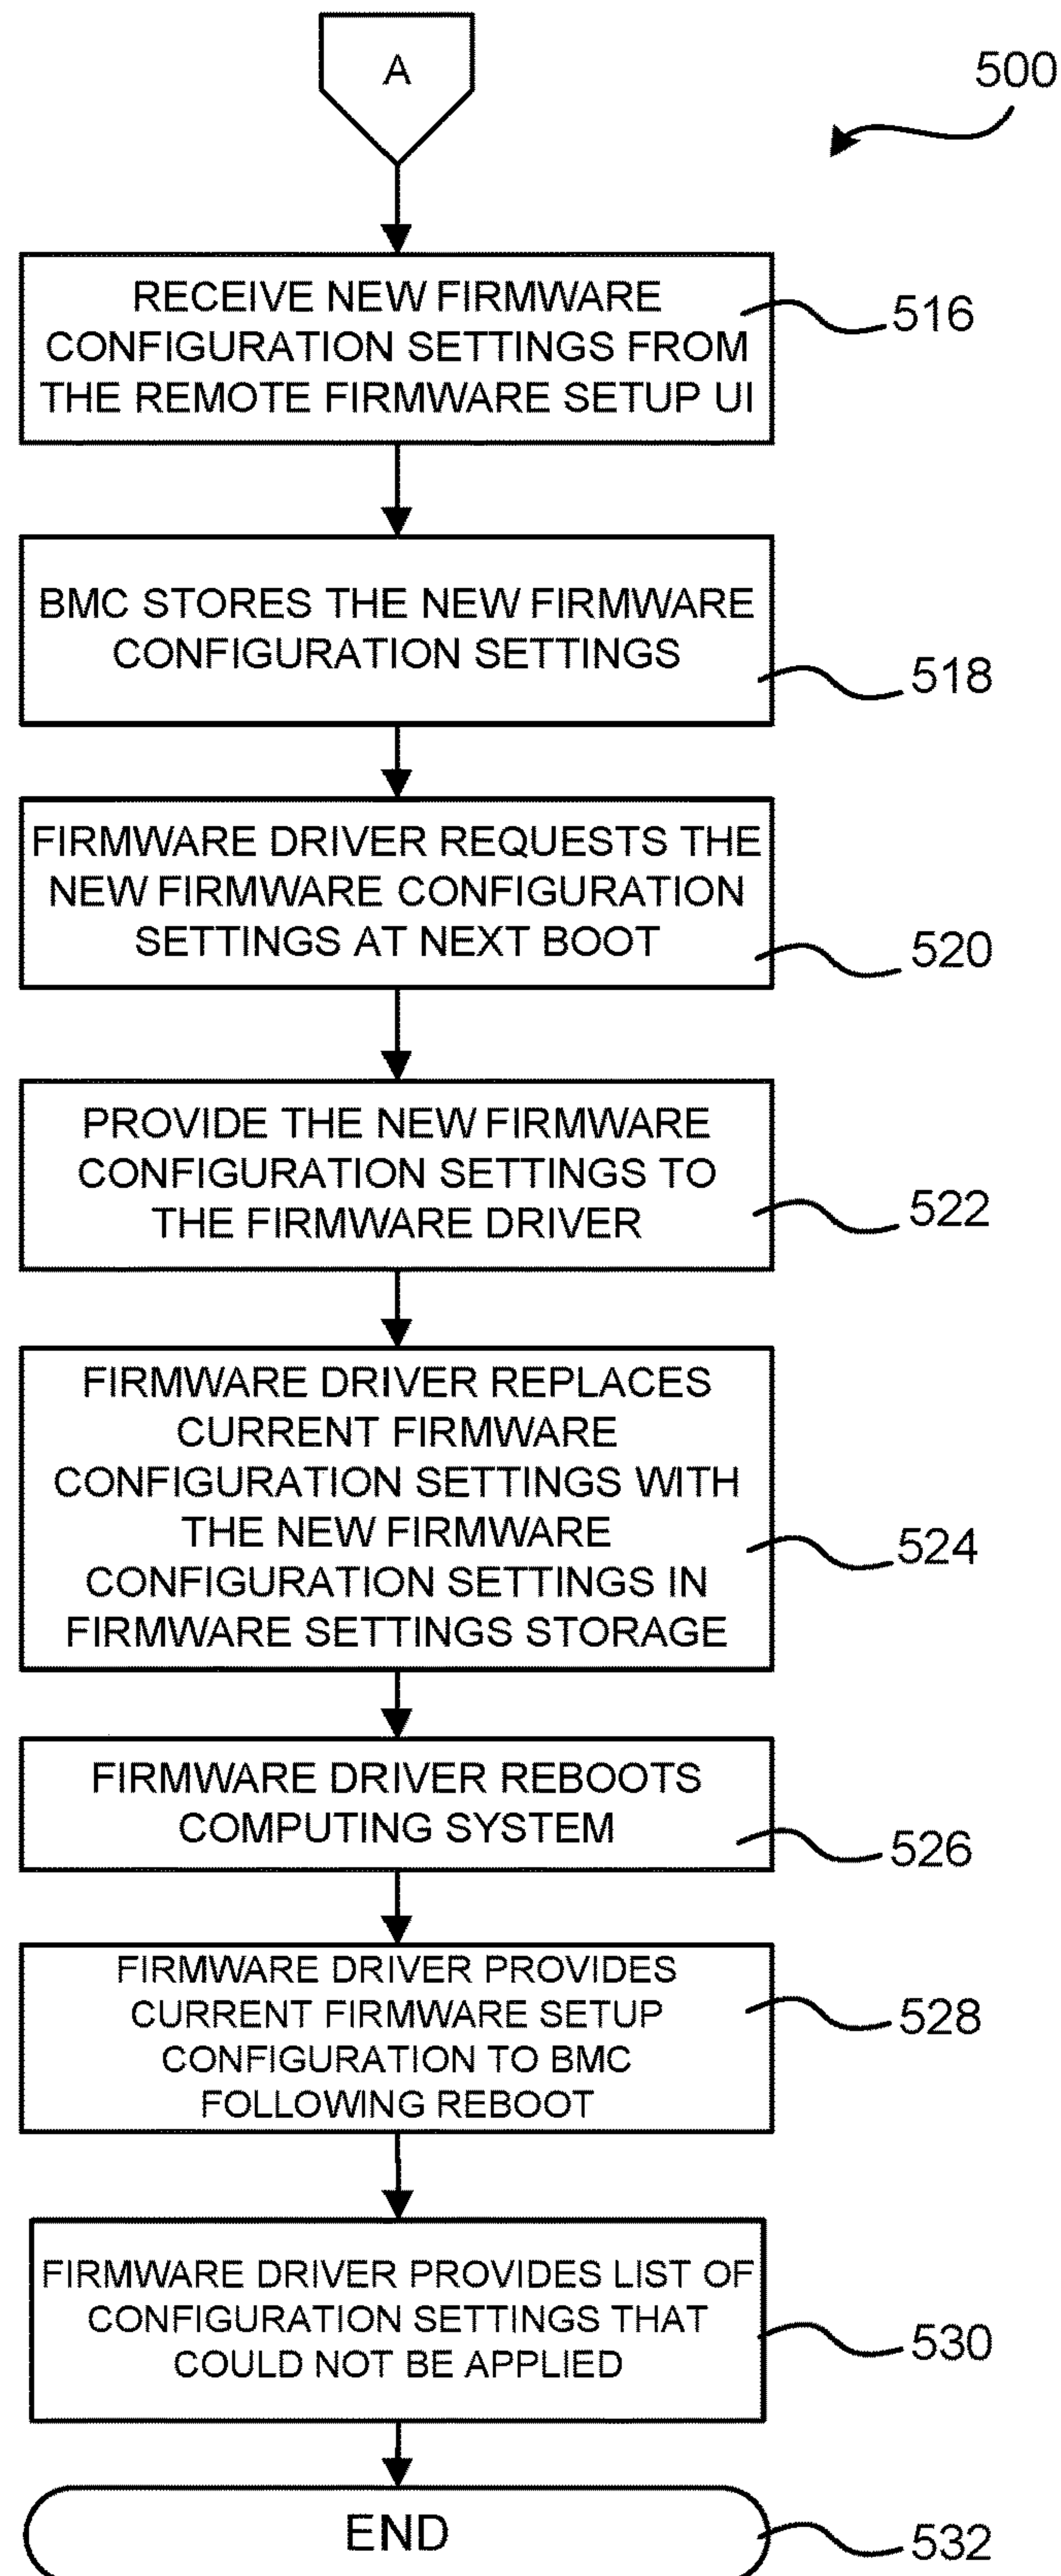 A
500
RECEIVE NEW FIRMWARE
CONFIGURATION SETTINGS FROM
THE REMOTE FIRMWARE SETUP UI
516
BMC STORES THE NEW FIRMWARE
CONFIGURATION SETTINGS
518
FIRMWARE DRIVER REQUESTS THE
NEW FIRMWARE CONFIGURATION
SETTINGS AT NEXT BOOT
520
PROVIDE THE NEW FIRMWARE
CONFIGURATION SETTINGS TO
THE FIRMWARE DRIVER
522
FIRMWARE DRIVER REPLACES
CURRENT FIRMWARE
CONFIGURATION SETTINGS WITH
THE NEW FIRMWARE
CONFIGURATION SETTINGS IN
FIRMWARE SETTINGS STORAGE
524
FIRMWARE DRIVER REBOOTS
COMPUTING SYSTEM
526
FIRMWARE DRIVER PROVIDES
CURRENT FIRMWARE SETUP
CONFIGURATION TO BMC
FOLLOWING REBOOT
528
FIRMWARE DRIVER PROVIDES LIST OF
CONFIGURATION SETTINGS THAT
COULD NOT BE APPLIED
530
END
532